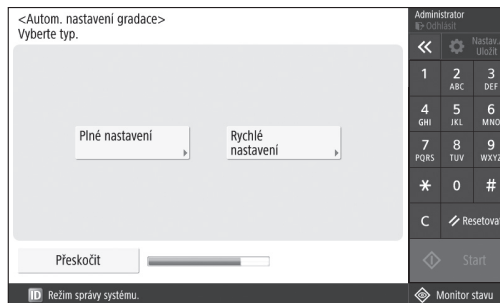 <Autom. nastavení gradace>
Vyberte typ.
Plné nastavení
Rychlé
nastavení
Přeskočit
ID Režim správy systému.
Administrator
Odhlásit
Nastav./
Uložit
1 2 3
ABC DEF
4 5 6
GHI JKL MNO
7 8 9
PQRS TUV WXYZ
* 0 #
C Resetovat
Start
Monitor stavu